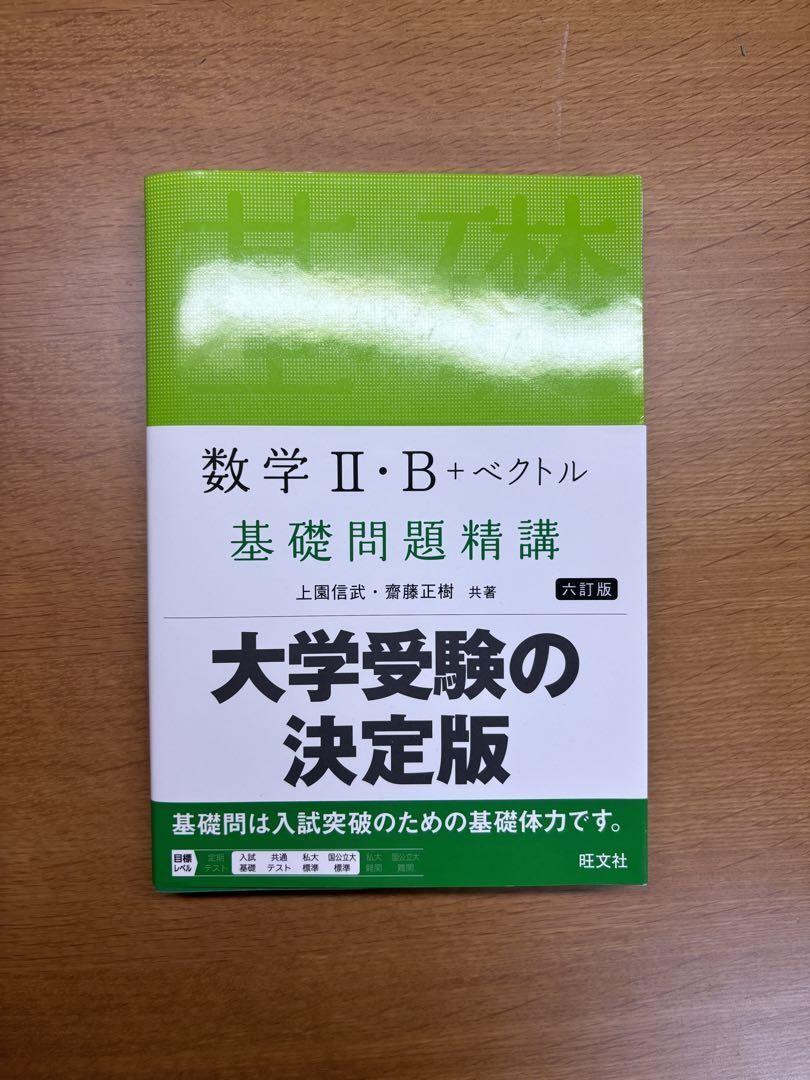 基礎
数学 Ⅱ・B +ベクトル
基礎問題精講
上園信武・齋藤正樹 共著
六訂版
大学受験の
決定版
基礎問は入試突破のための基礎体力です。
目標レベル 定期テスト 入試基礎 共通テスト 私大標準 国公立大標準 私大難関 国公立大難関
旺文社